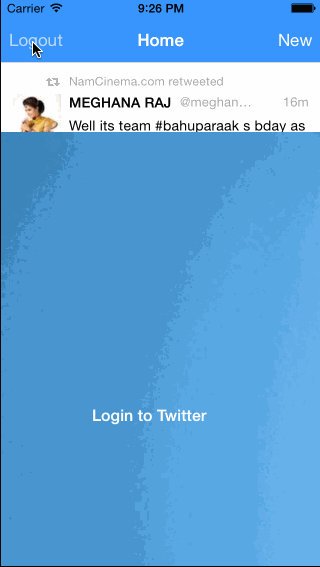 Carrier 9:26 PM
Logout Home New
NamCinema.com retweeted
MEGHANA RAJ @meghan... 16m
Well its team #bahuparaak s bday as
Login to Twitter